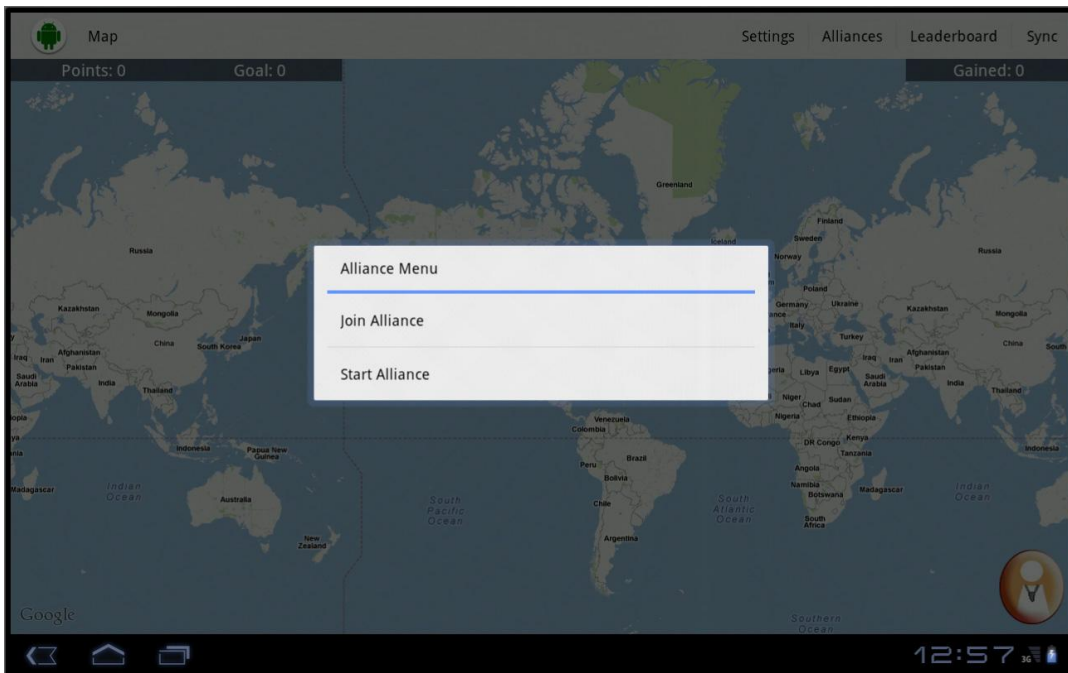 Map
Settings
Alliances
Leaderboard
Sync
Points: 0
Goal: 0
Gained: 0
Greenland
Iceland
Finland
Sweden
Norway
Russia
Russia
Alliance Menu
Join Alliance
Start Alliance
Poland
Germany
Ukraine
Italy
Turkey
Kazakhstan
Mongolia
Kazakhstan
Mongolia
China
South Korea
Japan
China
South
Iraq
Iran
Afghanistan
Pakistan
Saudi
Arabia
India
Thailand
Libya
Egypt
Iraq
Iran
Afghanistan
Pakistan
Saudi
Arabia
India
Thailand
Niger
Chad
Sudan
Nigeria
Ethiopia
Venezuela
Colombia
DR Congo
Kenya
Tanzania
Indonesia
Papua New
Guinea
Indonesia
Peru
Brazil
Bolivia
Angola
Namibia
Botswana
Madagascar
Madagascar
Indian
Ocean
Australia
South
Pacific
Ocean
Chile
South
Atlantic
Ocean
South
Africa
Indian
Ocean
New
Zealand
Argentina
Google
Southern
Ocean
12:57
3G